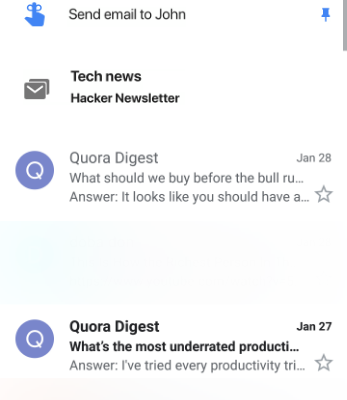 Send email to John
Tech news
Hacker Newsletter
Q
Quora Digest
Jan 28
What should we buy before the bull ru...
Answer: It looks like you should have a...
Q
Quora Digest
Jan 27
What's the most underrated producti...
Answer: I've tried every productivity tri...